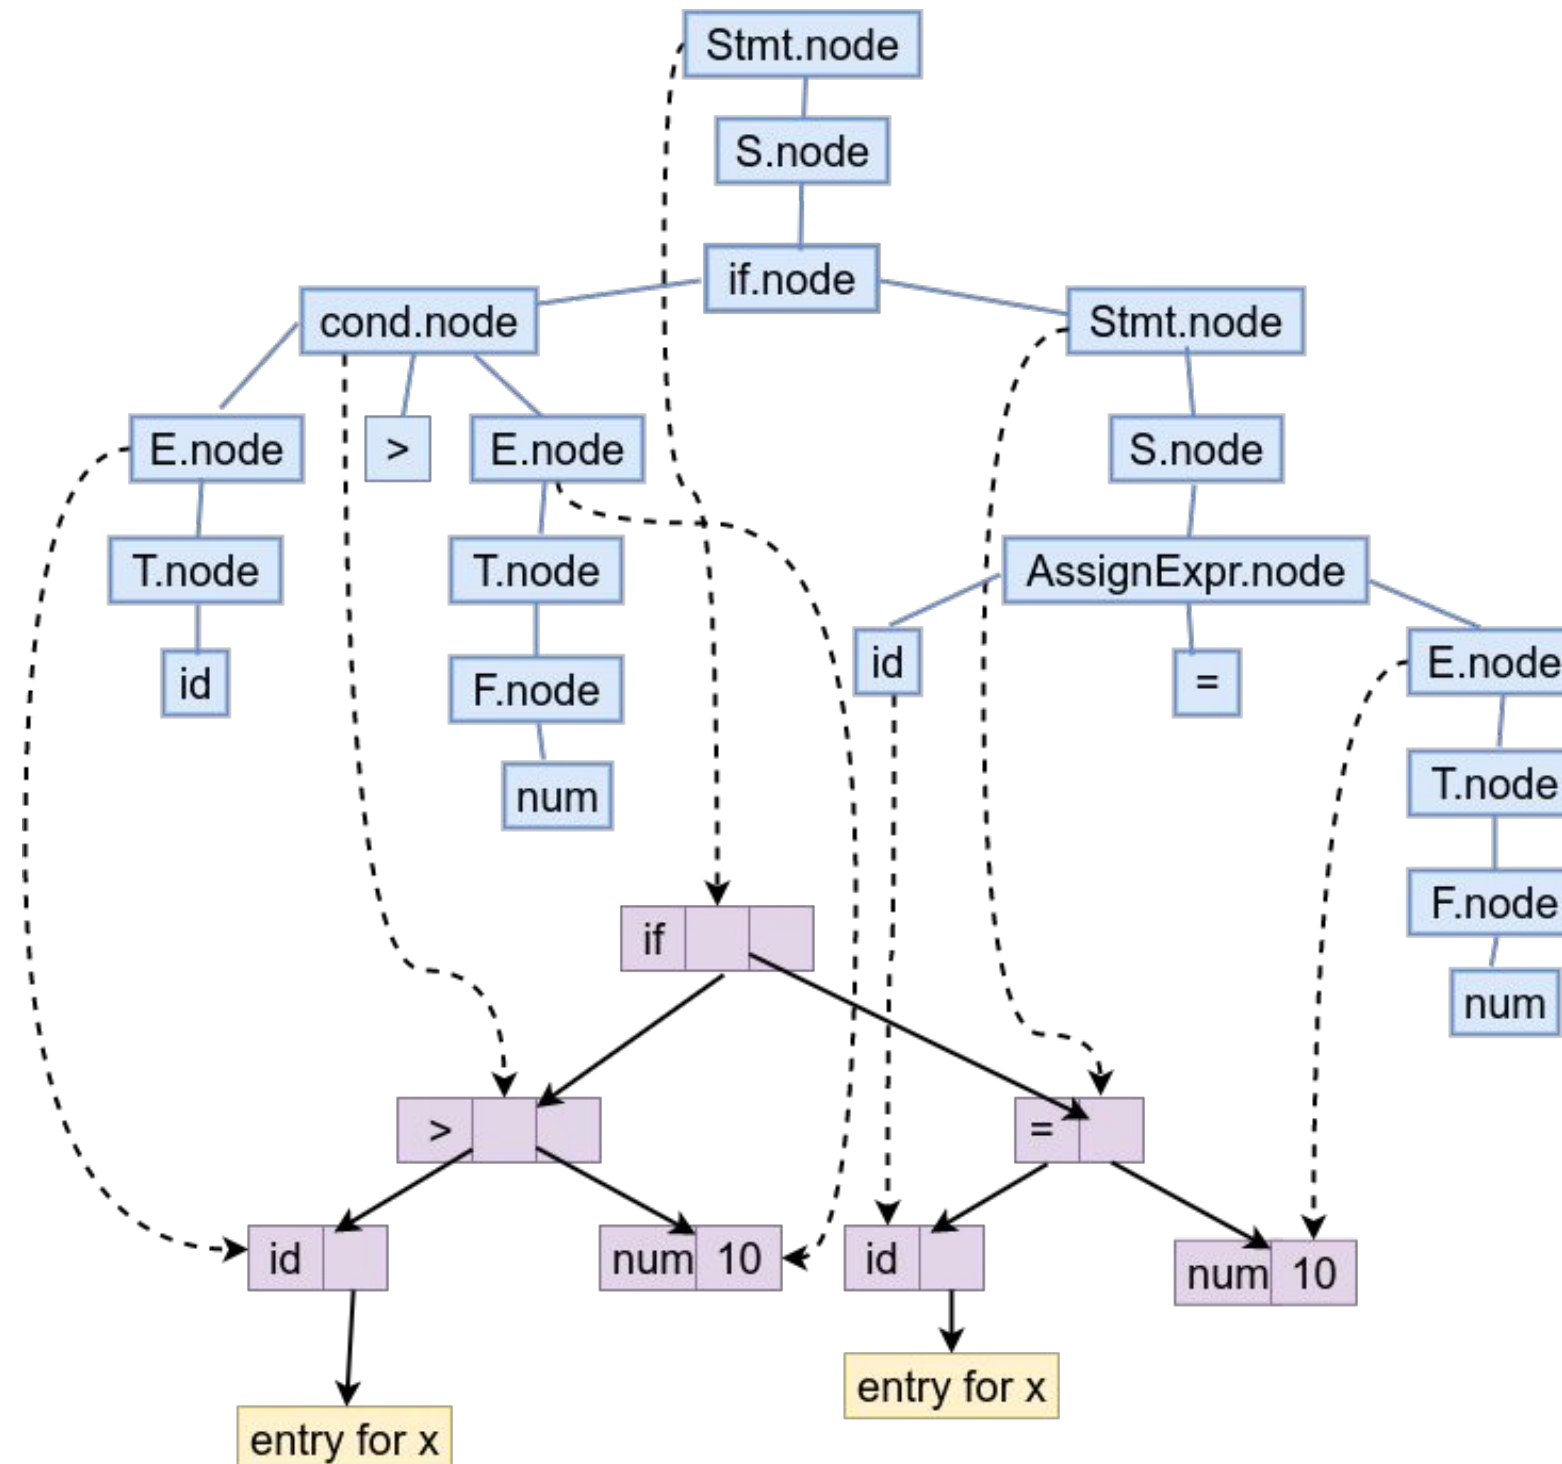 Stmt.node
S.node
if.node
cond.node
Stmt.node
E.node
>
E.node
S.node
T.node
T.node
AssignExpr.node
id
F.node
id
=
E.node
num
T.node
F.node
if
num
>
=
id
num 10
id
num 10
entry for x
entry for x